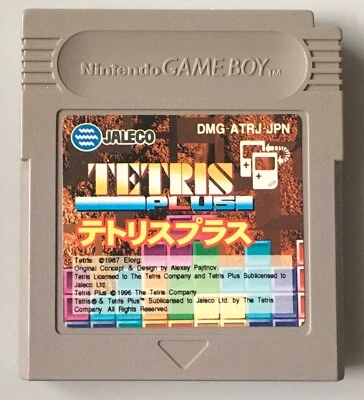 Nintendo GAME BOY TM
JALECO
DMG-ATRJ-JPN
TETRIS
PLUS
テトリスプラス
Tetris ©1987 Elorg.
Original Concept & Design by Alexey Pajitnov.
Tetris Licensed to The Tetris Company and Tetris Plus Sublicensed to
Jaleco Ltd.
Tetris Plus ©1996 The Tetris Company.
Tetris® & Tetris Plus™ Sublicensed to Jaleco Ltd by The Tetris
Company. All Rights Reserved.